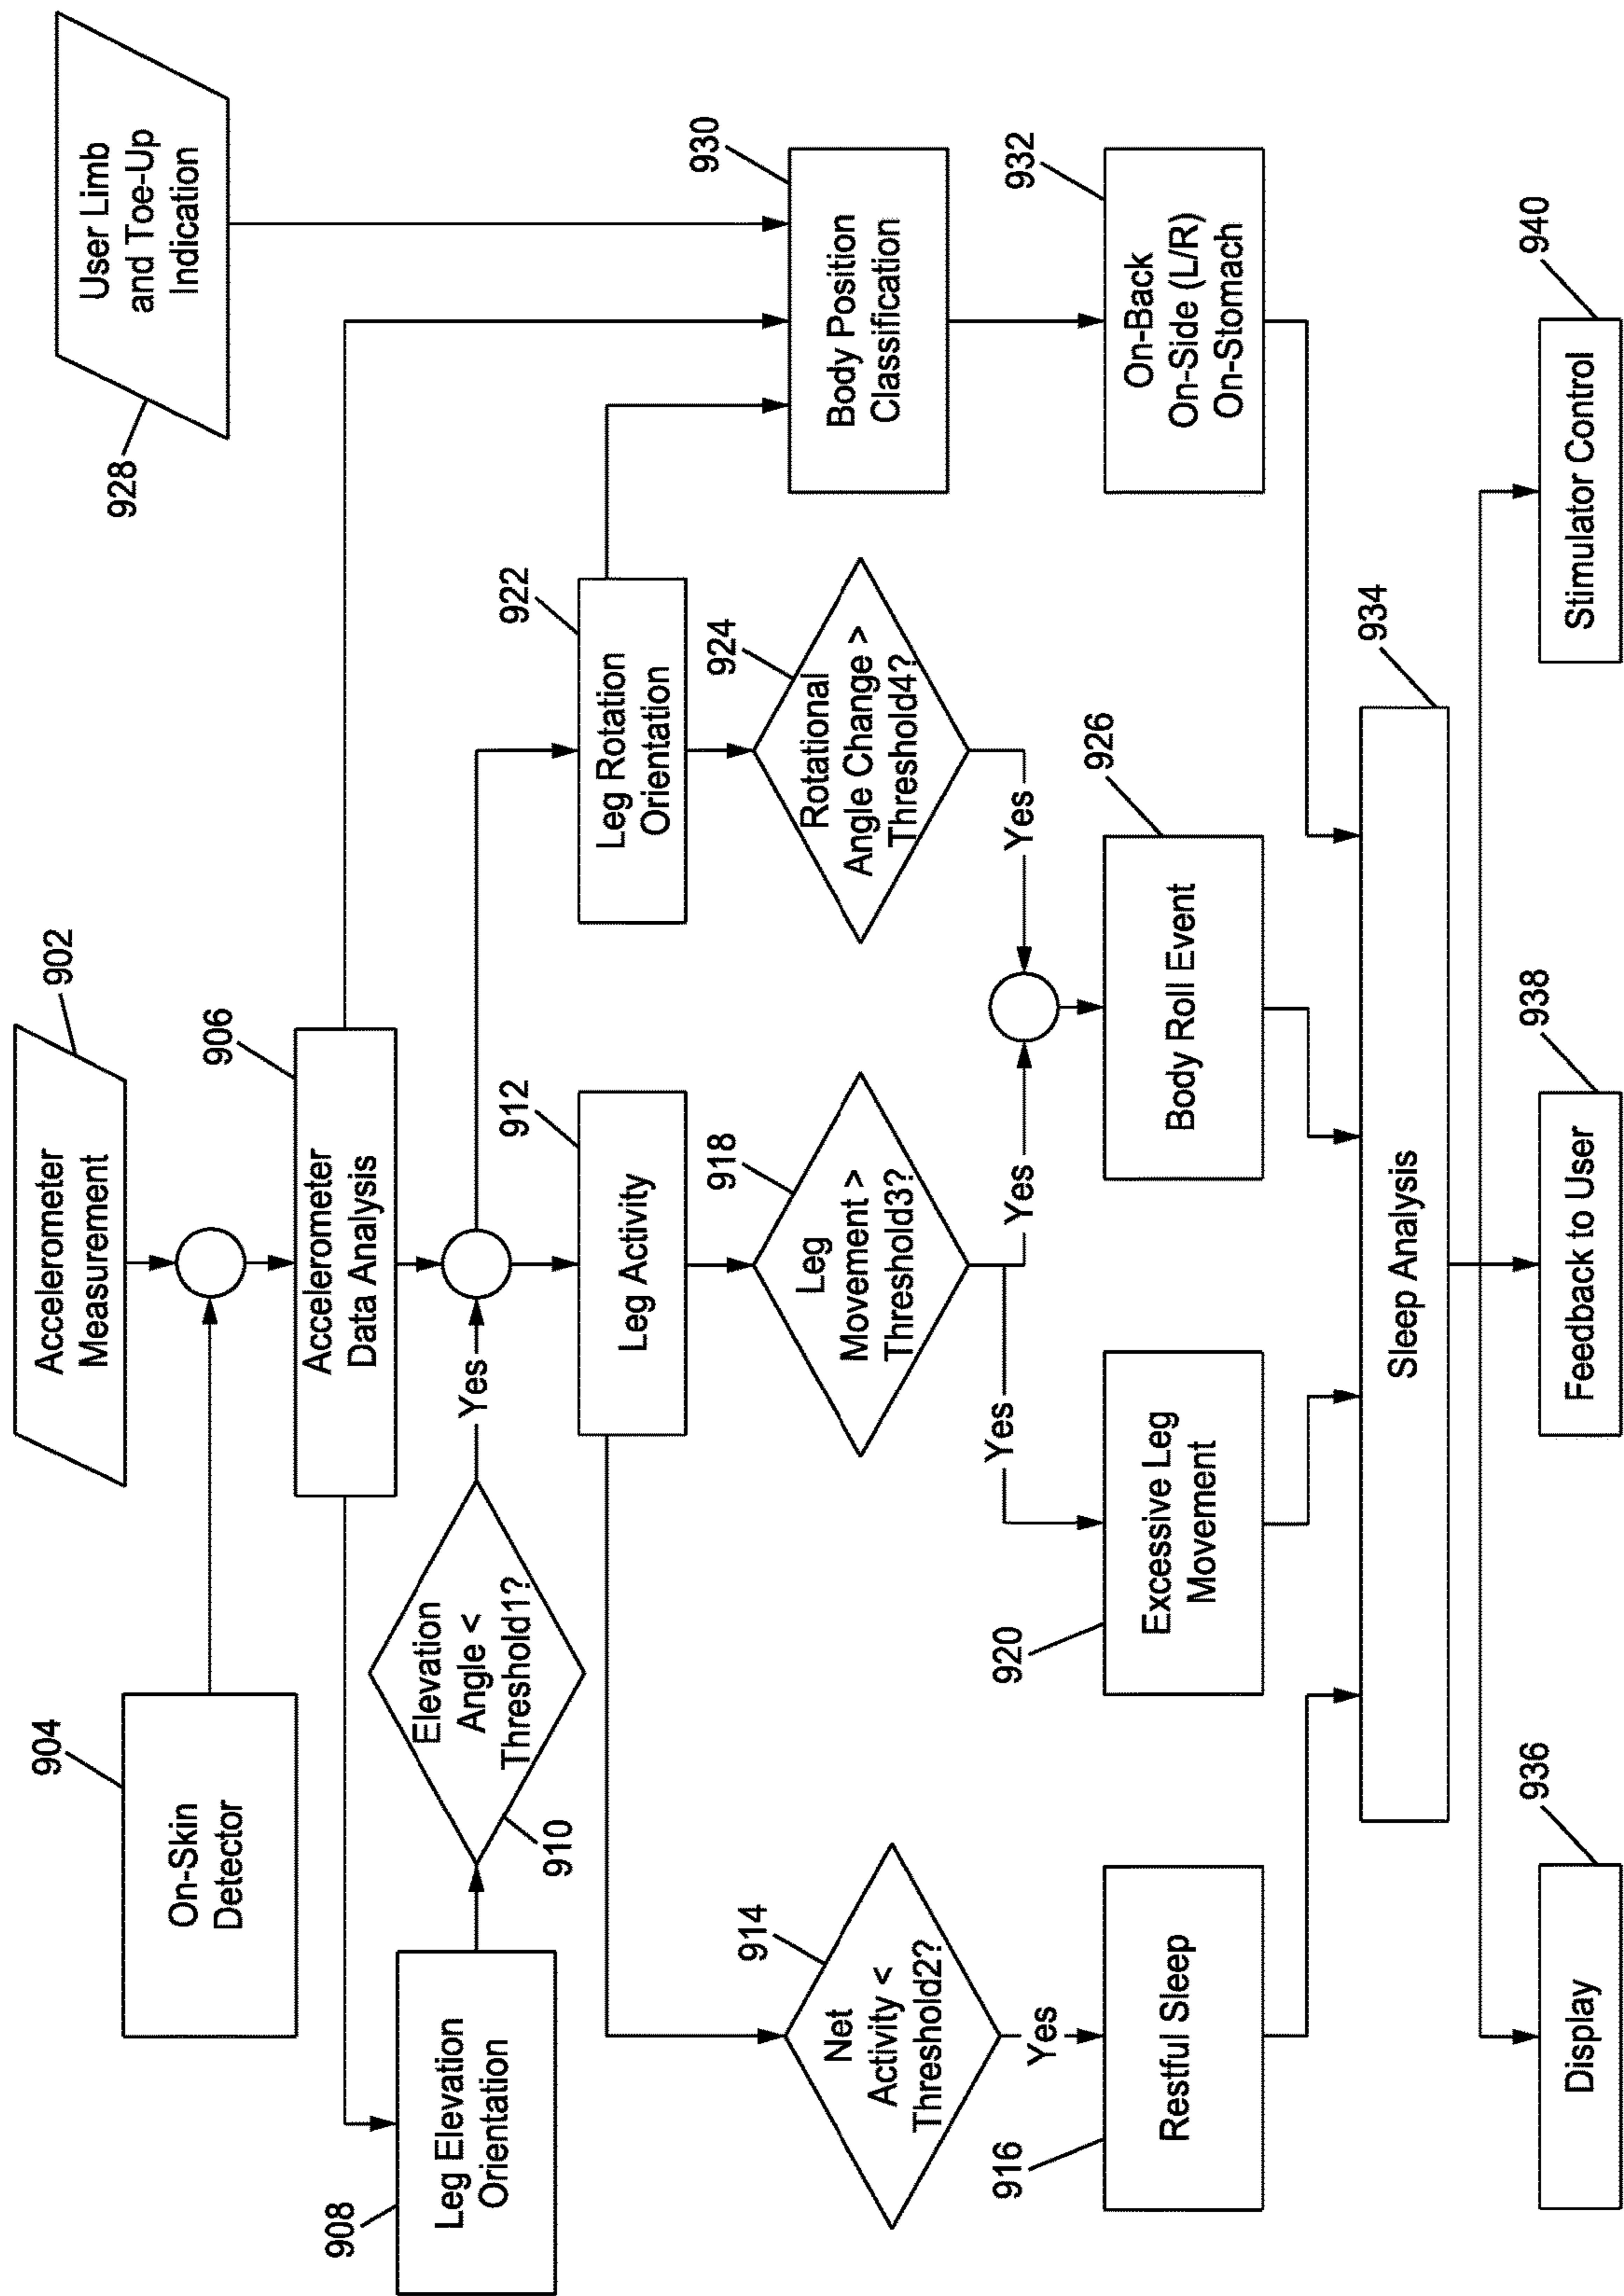 902
Accelerometer
Measurement
904
On-Skin
Detector
906
Accelerometer
Data Analysis
928
User Limb
and Toe-Up
Indication
908
Leg Elevation
Orientation
910
Elevation
Angle <
Threshold1?
Yes
912
Leg Activity
922
Leg Rotation
Orientation
914
Net
Activity <
Threshold2?
Yes
918
Leg
Movement >
Threshold3?
Yes
Yes
924
Rotational
Angle Change >
Threshold4?
Yes
930
Body Position
Classification
916
Restful Sleep
920
Excessive Leg
Movement
926
Body Roll Event
932
On-Back
On-Side (L/R)
On-Stomach
934
Sleep Analysis
936
Display
938
Feedback to User
940
Stimulator Control